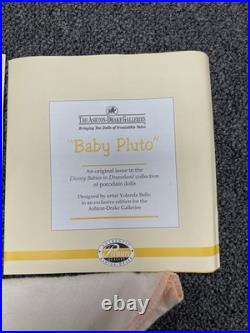 THE ASHTON-DRAKE GALLERIES
Bringing You Dolls of Irresistible Value
"Baby Pluto"
An original issue in the
Disney Babies in Dreamland collection
of porcelain dolls
Designed by artist Yolanda Bello
in an exclusive edition for the
Ashton-Drake Galleries
Premiere